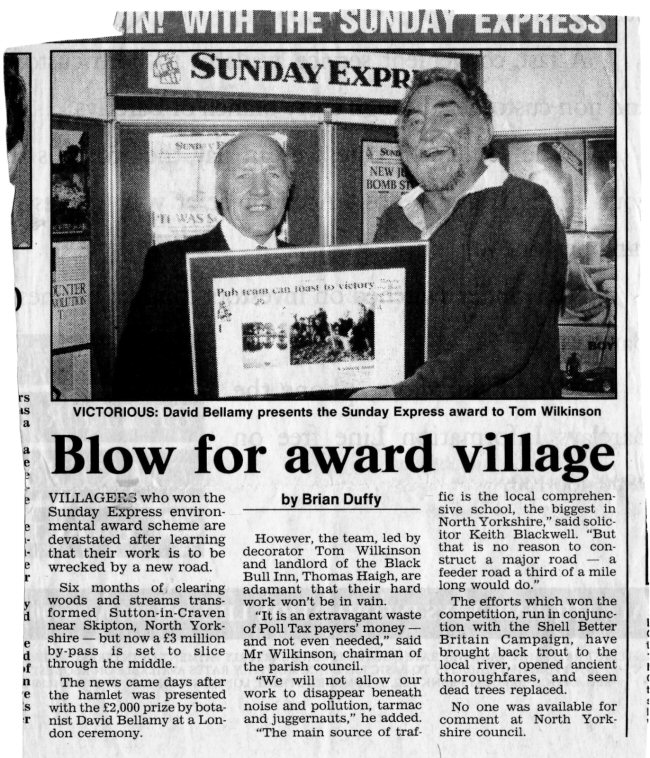 IN! WITH THE SUNDAY EXPRESS
SUNDAY EXPR
SUNDAY E
IT WAS S
SUN
NEW J
BOMB ST
UNTER
Pub team can toast to victory
BOY
VICTORIOUS: David Bellamy presents the Sunday Express award to Tom Wilkinson
Blow for award village
VILLAGERS who won the
Sunday Express environ-
mental award scheme are
devastated after learning
that their work is to be
wrecked by a new road.
Six months of clearing
woods and streams trans-
formed Sutton-in-Craven
near Skipton, North York-
shire — but now a £3 million
by-pass is set to slice
through the middle.
The news came days after
the hamlet was presented
with the £2,000 prize by bota-
nist David Bellamy at a Lon-
don ceremony.
by Brian Duffy
However, the team, led by
decorator Tom Wilkinson
and landlord of the Black
Bull Inn, Thomas Haigh, are
adamant that their hard
work won't be in vain.
"It is an extravagant waste
of Poll Tax payers' money —
and not even needed," said
Mr Wilkinson, chairman of
the parish council.
"We will not allow our
work to disappear beneath
noise and pollution, tarmac
and juggernauts," he added.
"The main source of traf-
fic is the local comprehen-
sive school, the biggest in
North Yorkshire," said solic-
itor Keith Blackwell. "But
that is no reason to con-
struct a major road — a
feeder road a third of a mile
long would do."
The efforts which won the
competition, run in conjunc-
tion with the Shell Better
Britain Campaign, have
brought back trout to the
local river, opened ancient
thoroughfares, and seen
dead trees replaced.
No one was available for
comment at North York-
shire council.